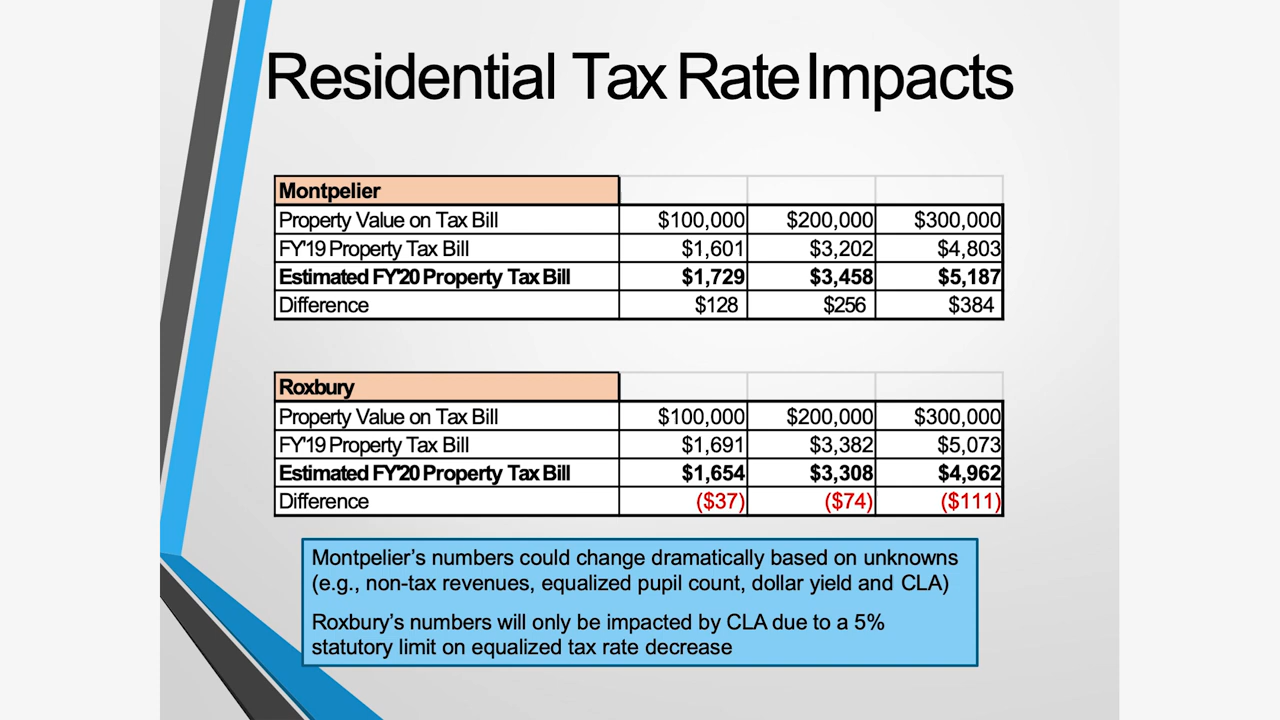 Residential Tax Rate Impacts
Montpelier
Property Value on Tax Bill $100,000 $200,000 $300,000
FY'19 Property Tax Bill $1,601 $3,202 $4,803
Estimated FY'20 Property Tax Bill $1,729 $3,458 $5,187
Difference $128 $256 $384
Roxbury
Property Value on Tax Bill $100,000 $200,000 $300,000
FY'19 Property Tax Bill $1,691 $3,382 $5,073
Estimated FY'20 Property Tax Bill $1,654 $3,308 $4,962
Difference ($37) ($74) ($111)
Montpelier's numbers could change dramatically based on unknowns
(e.g., non-tax revenues, equalized pupil count, dollar yield and CLA)
Roxbury's numbers will only be impacted by CLA due to a 5%
statutory limit on equalized tax rate decrease